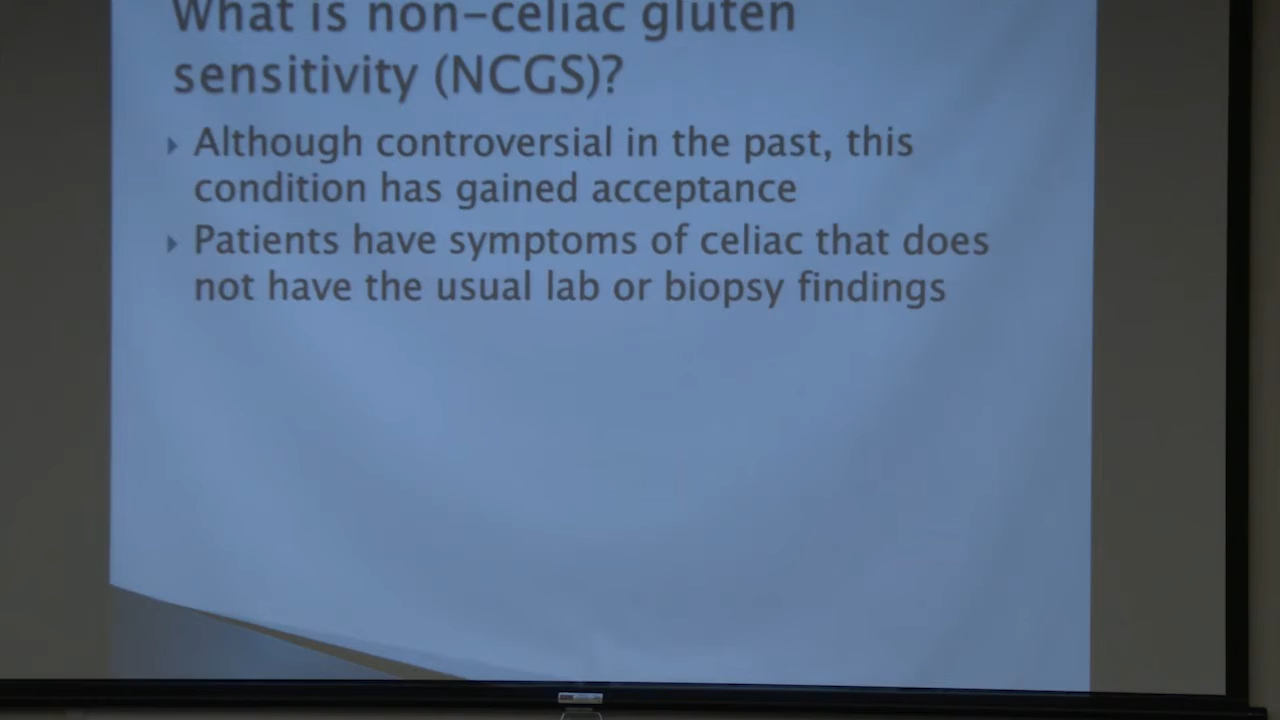 What is non-celiac gluten
sensitivity (NCGS)?
Although controversial in the past, this
condition has gained acceptance
Patients have symptoms of celiac that does
not have the usual lab or biopsy findings